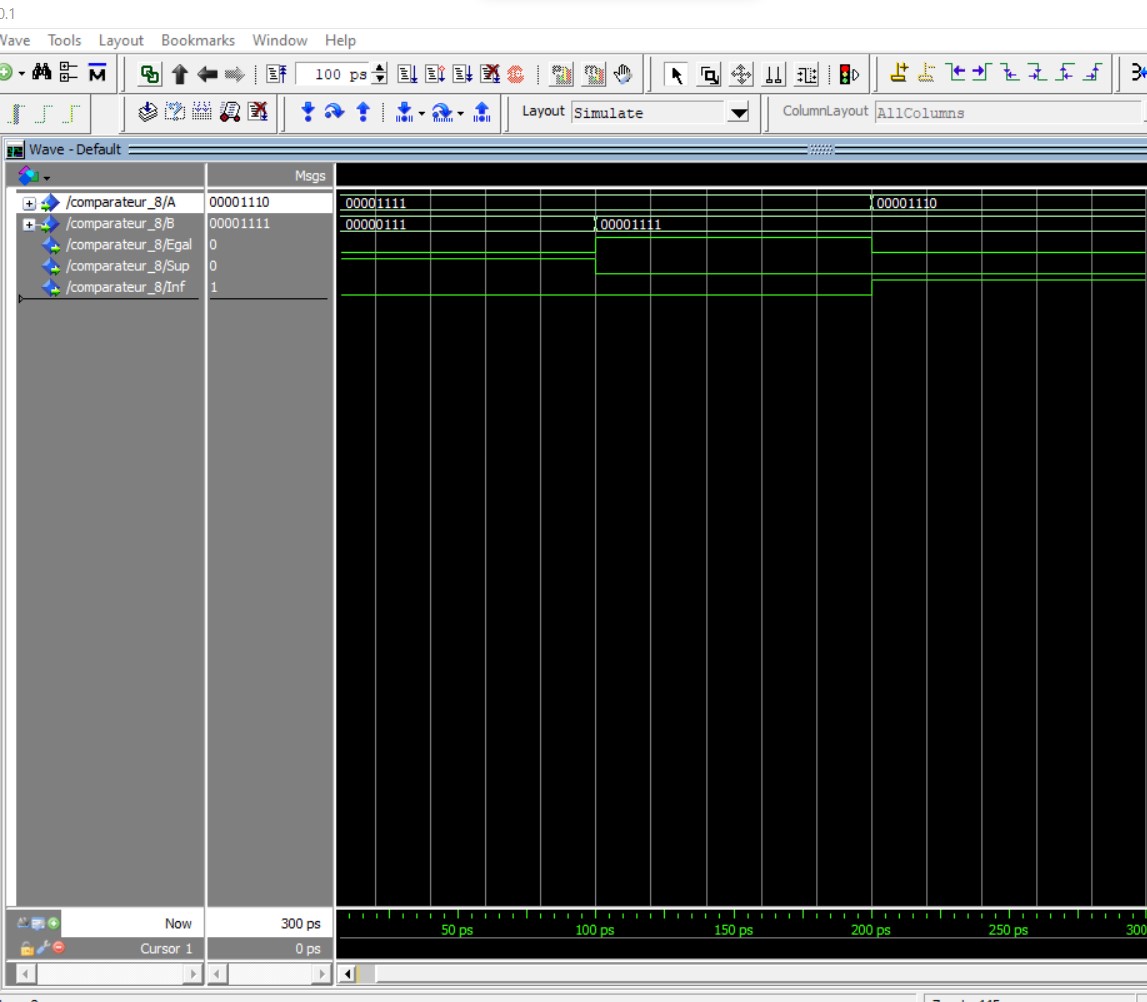 0.1
Wave Tools Layout Bookmarks Window Help
100 ps
Layout Simulate ColumnLayout AllColumns
Wave - Default
Msgs
/comparateur_8/A 00001110 00001111 00001110
/comparateur_8/B 00001111 00000111 00001111
/comparateur_8/Egal 0
/comparateur_8/Sup 0
/comparateur_8/Inf 1
Now 300 ps
50 ps 100 ps 150 ps 200 ps 250 ps 300
Cursor 1 0 ps